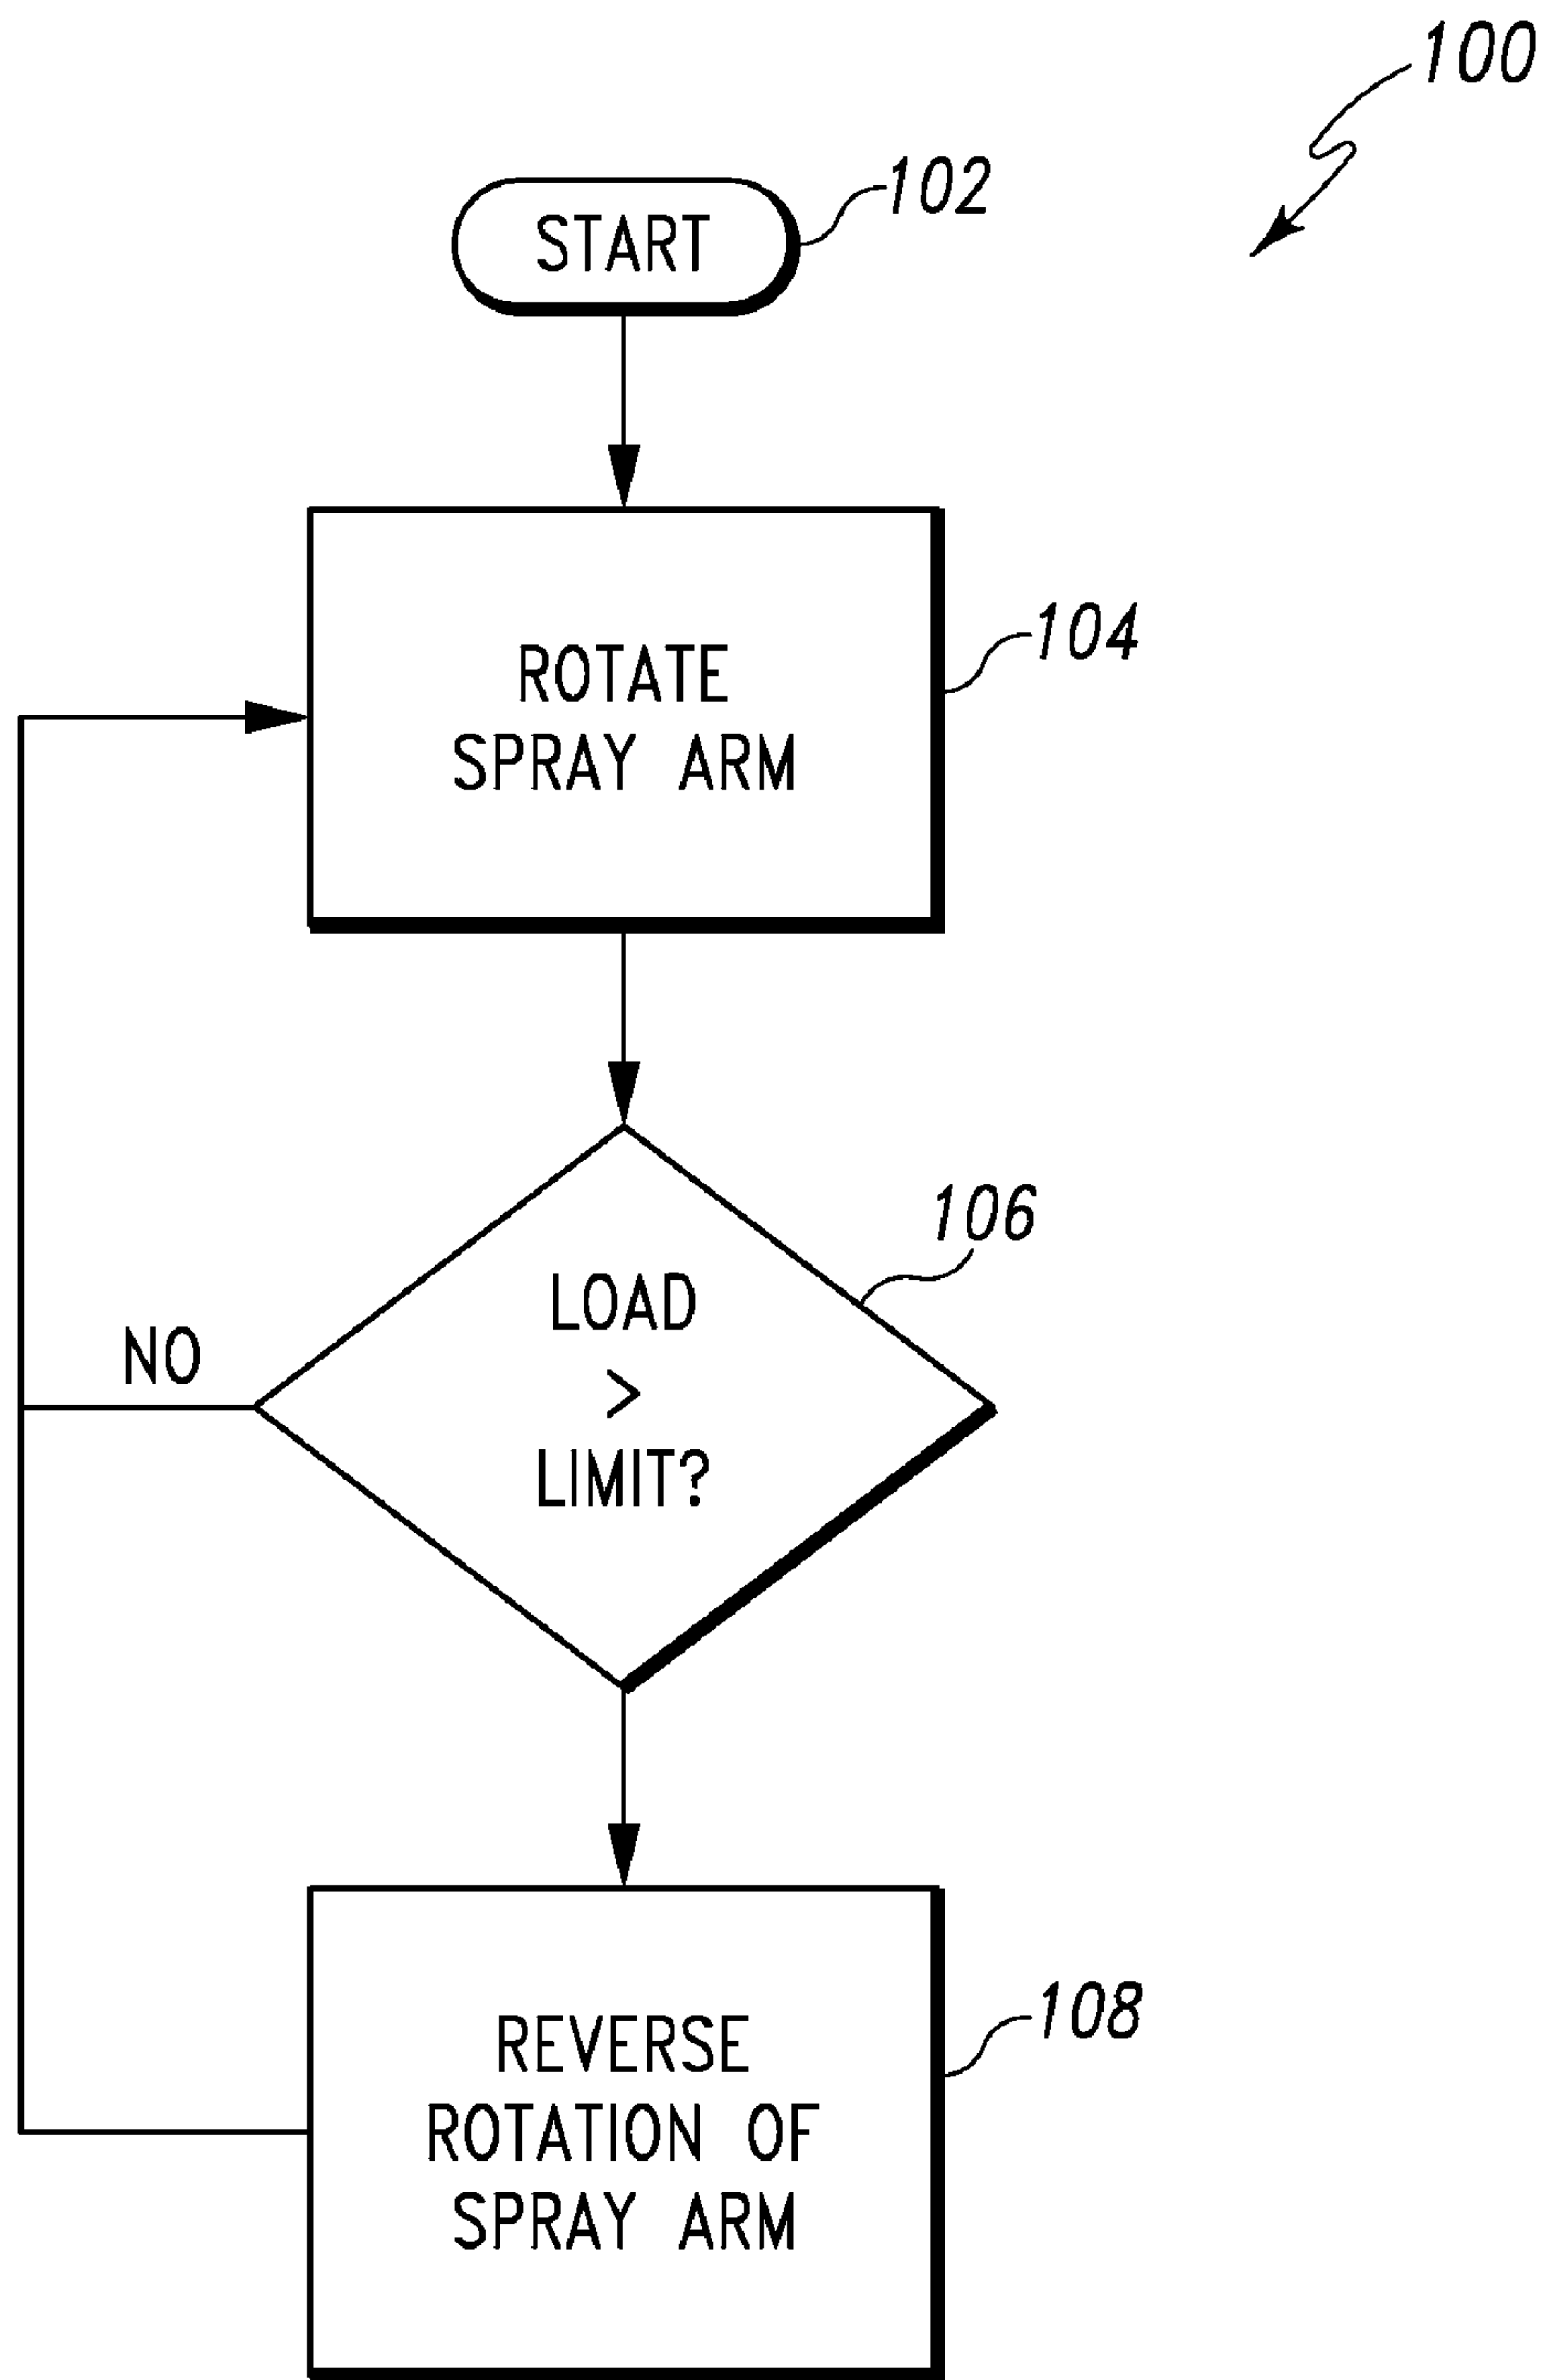 100
102
START
104
ROTATE
SPRAY ARM
106
LOAD
>
LIMIT?
NO
108
REVERSE
ROTATION OF
SPRAY ARM